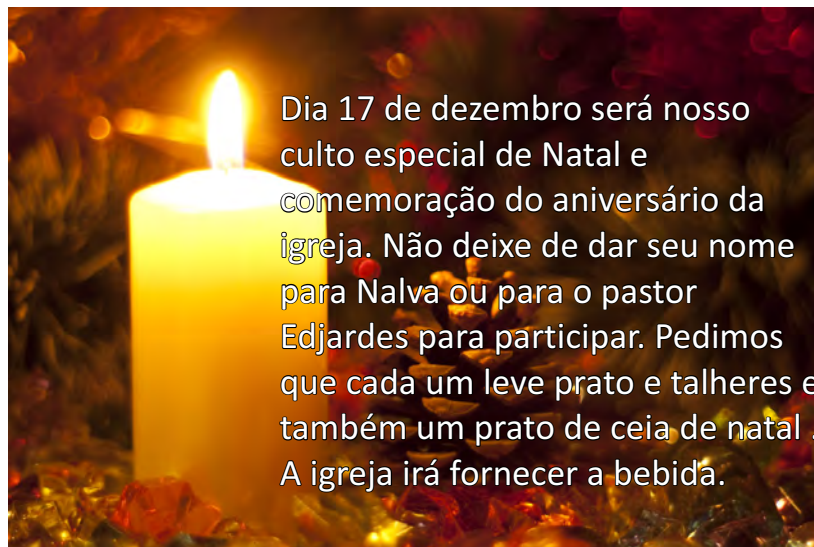 Dia 17 de dezembro será nosso
culto especial de Natal e
comemoração do aniversário da
igreja. Não deixe de dar seu nome
para Nalva ou para o pastor
Edjardes para participar. Pedimos
que cada um leve prato e talheres e
também um prato de ceia de natal .
A igreja irá fornecer a bebida.